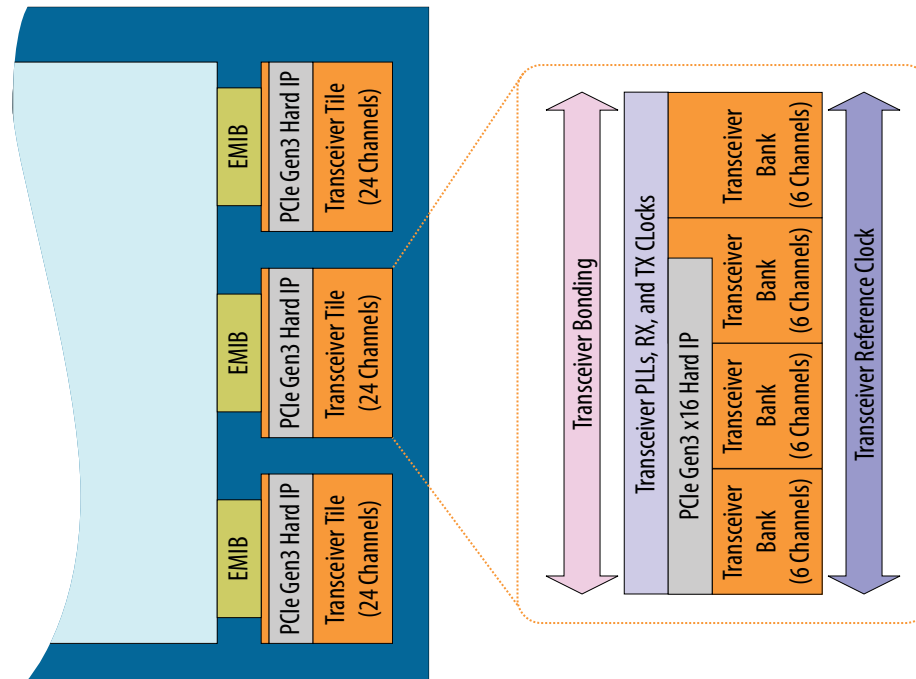 EMIB
PCIe Gen3 Hard IP
Transceiver Tile
(24 Channels)
EMIB
PCIe Gen3 Hard IP
Transceiver Tile
(24 Channels)
EMIB
PCIe Gen3 Hard IP
Transceiver Tile
(24 Channels)
Transceiver Bonding
Transceiver PLLs, RX, and TX CLocks
PCIe Gen3 x16 Hard IP
Transceiver
Bank
(6 Channels)
Transceiver
Bank
(6 Channels)
Transceiver
Bank
(6 Channels)
Transceiver
Bank
(6 Channels)
Transceiver Reference Clock